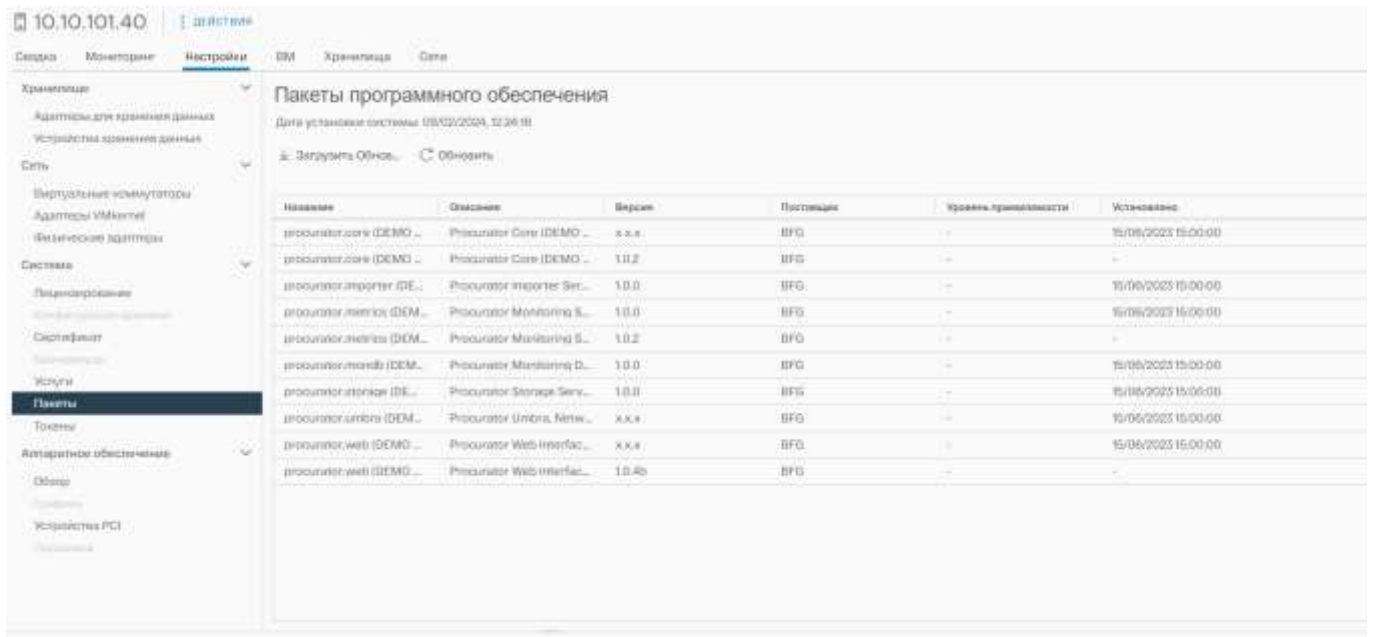 10.10.101.40 ДЕЙСТВИЯ
Сводка Мониторинг Настройки ВМ Хранилища Сети
Хранилище
Адаптеры для хранения данных
Устройства хранения данных
Сеть
Виртуальные коммутаторы
Адаптеры VMkernel
Физические адаптеры
Система
Лицензирование
Сертификат
Услуги
Пакеты
Токены
Аппаратное обеспечение
Обзор
Устройства PCI
Пакеты программного обеспечения
Дата установки системы: 09/02/2024, 12:24:18
Загрузить Обнов... Обновить
Название Описание Версия Поставщик Уровень приемлемости Установлено
procurator.core (DEMO ... Procurator Core (DEMO ... x.x.x BFG - 15/06/2023 15:00:00
procurator.core (DEMO ... Procurator Core (DEMO ... 1.0.2 BFG - -
procurator.importer (DE... Procurator Importer Ser... 1.0.0 BFG - 15/06/2023 15:00:00
procurator.metrics (DEM... Procurator Monitoring S... 1.0.0 BFG - 15/06/2023 15:00:00
procurator.metrics (DEM... Procurator Monitoring S... 1.0.2 BFG - -
procurator.mondb (DEM... Procurator Monitoring D... 1.0.0 BFG - 15/06/2023 15:00:00
procurator.storage (DE... Procurator Storage Serv... 1.0.0 BFG - 15/06/2023 15:00:00
procurator.umbra (DEM... Procurator Umbra, Netw... x.x.x BFG - 15/06/2023 15:00:00
procurator.web (DEMO ... Procurator Web Interfac... x.x.x BFG - 15/06/2023 15:00:00
procurator.web (DEMO ... Procurator Web Interfac... 1.0.4b BFG - -